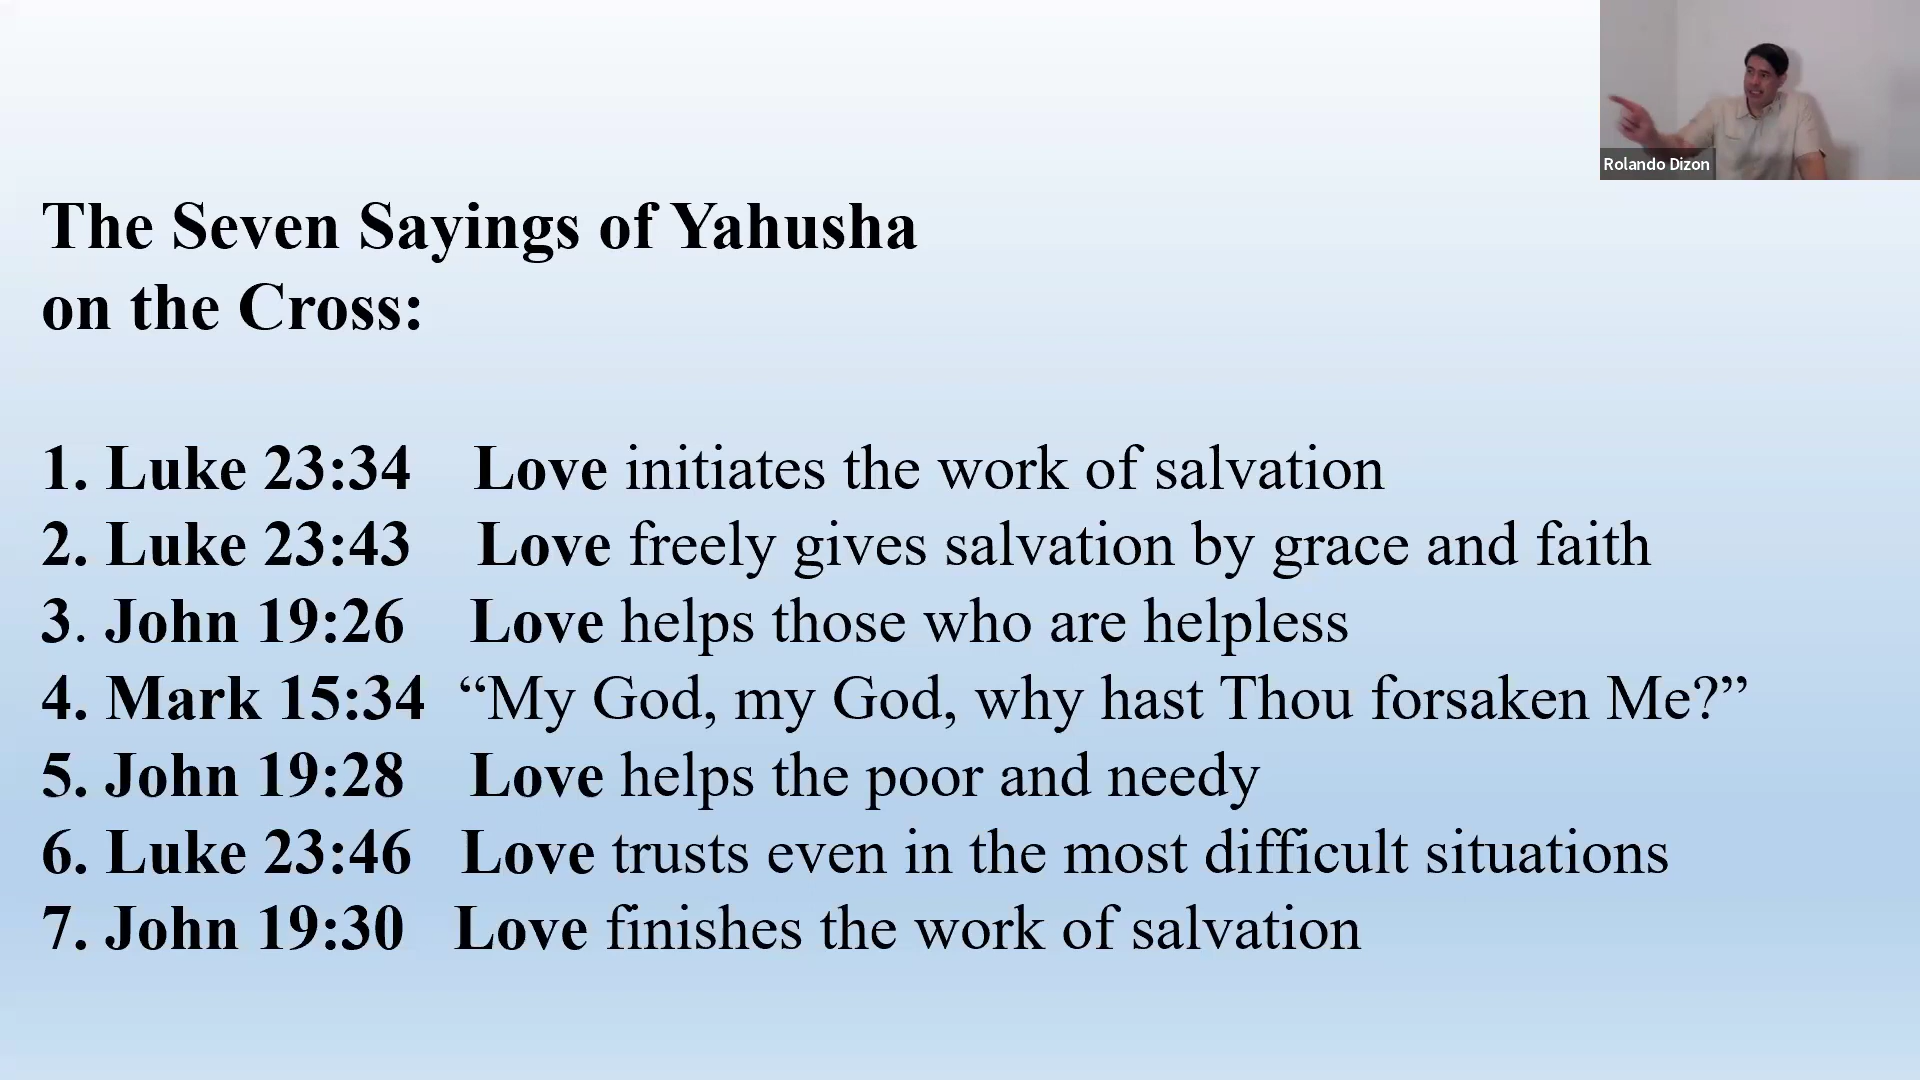 Rolando Dizon
The Seven Sayings of Yahusha
on the Cross:
1. Luke 23:34 Love initiates the work of salvation
2. Luke 23:43 Love freely gives salvation by grace and faith
3. John 19:26 Love helps those who are helpless
4. Mark 15:34 “My God, my God, why hast Thou forsaken Me?”
5. John 19:28 Love helps the poor and needy
6. Luke 23:46 Love trusts even in the most difficult situations
7. John 19:30 Love finishes the work of salvation